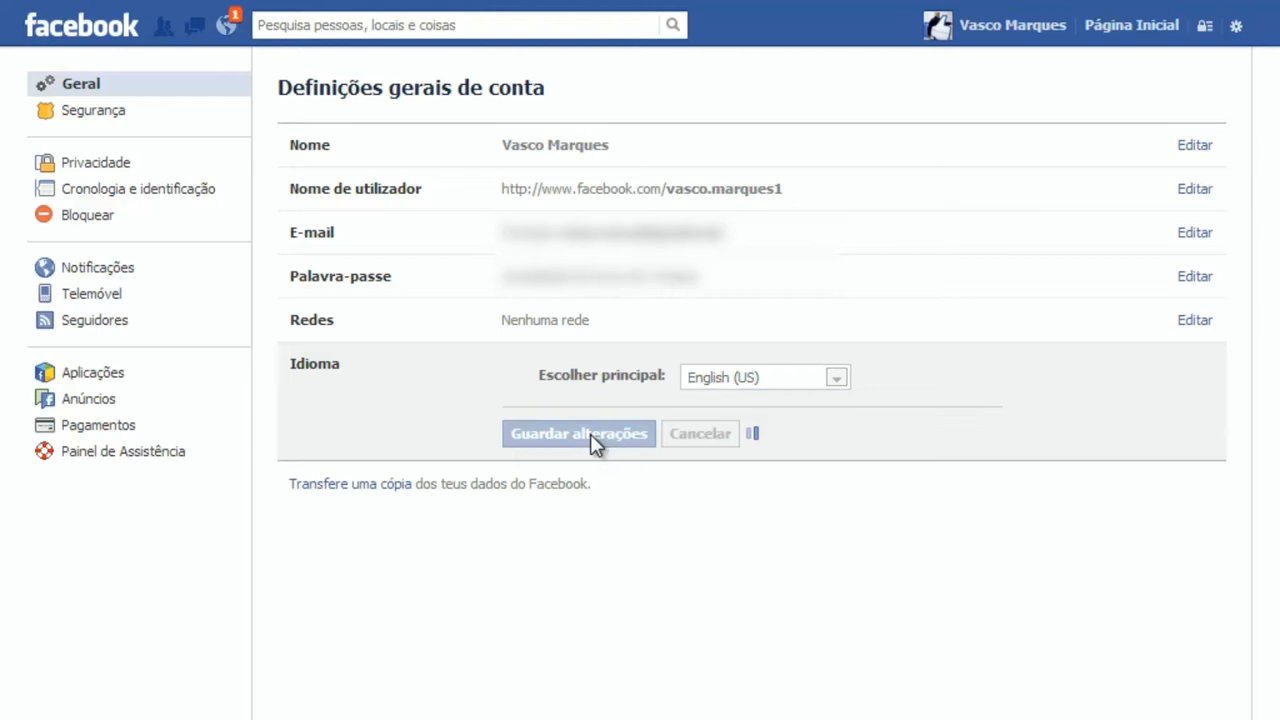 facebook
1
Pesquisa pessoas, locais e coisas
Vasco Marques
Página Inicial
Geral
Segurança
Privacidade
Cronologia e identificação
Bloquear
Notificações
Telemóvel
Seguidores
Aplicações
Anúncios
Pagamentos
Painel de Assistência
Definições gerais de conta
Nome Vasco Marques Editar
Nome de utilizador http://www.facebook.com/vasco.marques1 Editar
E-mail Editar
Palavra-passe Editar
Redes Nenhuma rede Editar
Idioma
Escolher principal: English (US)
Guardar alterações Cancelar
Transfere uma cópia dos teus dados do Facebook.